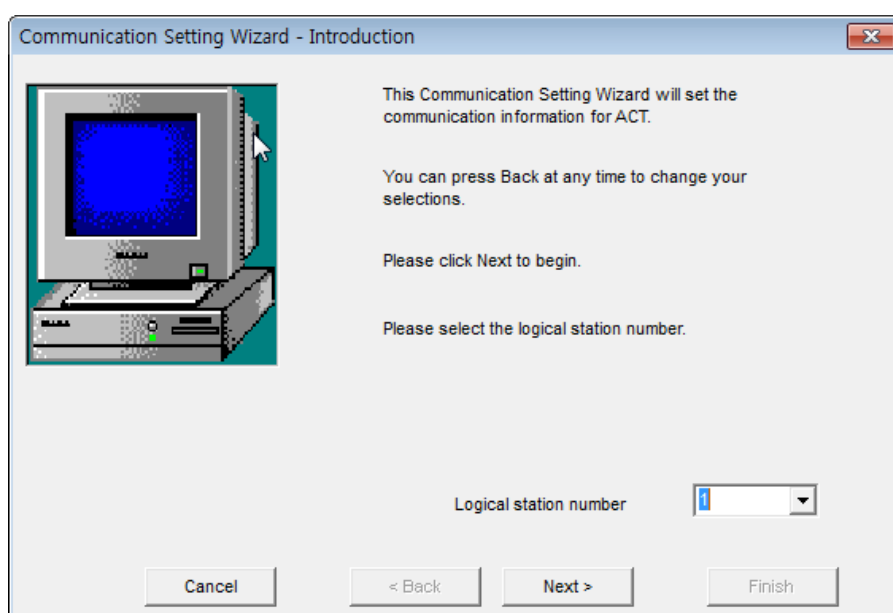 Communication Setting Wizard - Introduction
This Communication Setting Wizard will set the
communication information for ACT.
You can press Back at any time to change your
selections.
Please click Next to begin.
Please select the logical station number.
Logical station number 1
Cancel < Back Next > Finish